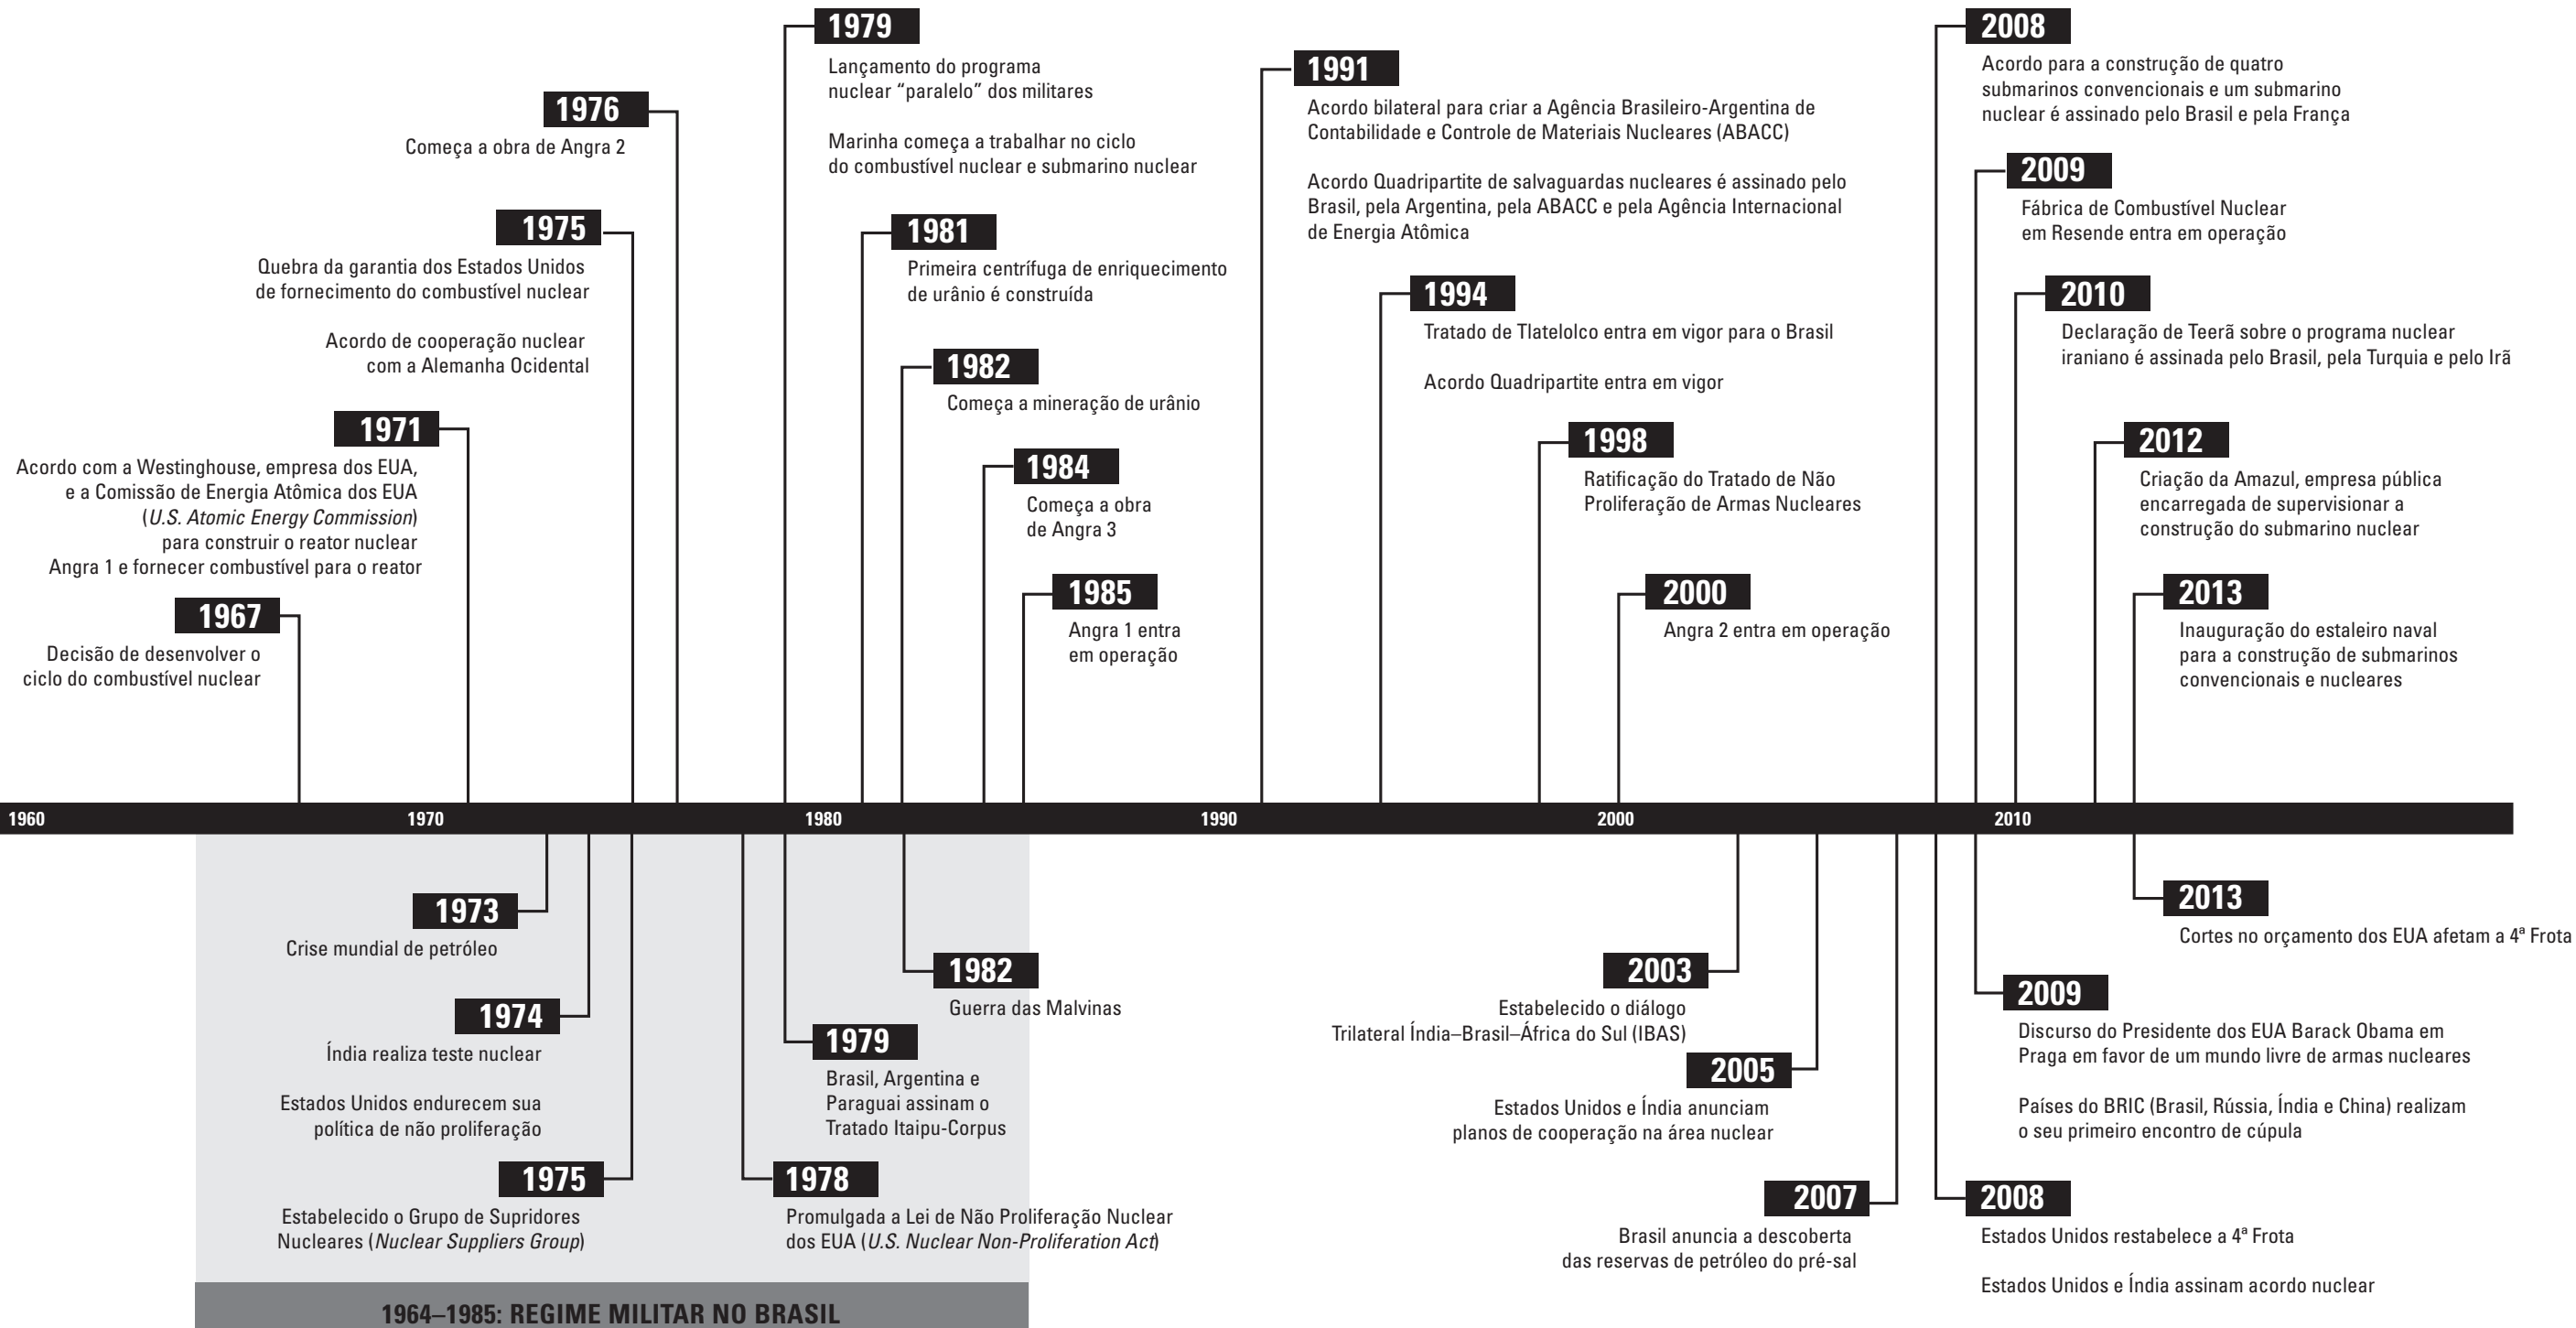 1967
Decisão de desenvolver o
ciclo do combustível nuclear
1971
Acordo com a Westinghouse, empresa dos EUA,
e a Comissão de Energia Atômica dos EUA
(U.S. Atomic Energy Commission)
para construir o reator nuclear
Angra 1 e fornecer combustível para o reator
1975
Quebra da garantia dos Estados Unidos
de fornecimento do combustível nuclear
Acordo de cooperação nuclear
com a Alemanha Ocidental
1976
Começa a obra de Angra 2
1979
Lançamento do programa
nuclear “paralelo” dos militares
Marinha começa a trabalhar no ciclo
do combustível nuclear e submarino nuclear
1981
Primeira centrífuga de enriquecimento
de urânio é construída
1982
Começa a mineração de urânio
1984
Começa a obra
de Angra 3
1985
Angra 1 entra
em operação
1991
Acordo bilateral para criar a Agência Brasileiro-Argentina de
Contabilidade e Controle de Materiais Nucleares (ABACC)
Acordo Quadripartite de salvaguardas nucleares é assinado pelo
Brasil, pela Argentina, pela ABACC e pela Agência Internacional
de Energia Atômica
1994
Tratado de Tlatelolco entra em vigor para o Brasil
Acordo Quadripartite entra em vigor
1998
Ratificação do Tratado de Não
Proliferação de Armas Nucleares
2000
Angra 2 entra em operação
2008
Acordo para a construção de quatro
submarinos convencionais e um submarino
nuclear é assinado pelo Brasil e pela França
2009
Fábrica de Combustível Nuclear
em Resende entra em operação
2010
Declaração de Teerã sobre o programa nuclear
iraniano é assinada pelo Brasil, pela Turquia e pelo Irã
2012
Criação da Amazul, empresa pública
encarregada de supervisionar a
construção do submarino nuclear
2013
Inauguração do estaleiro naval
para a construção de submarinos
convencionais e nucleares
1960 1970 1980 1990 2000 2010
1973
Crise mundial de petróleo
1974
Índia realiza teste nuclear
Estados Unidos endurecem sua
política de não proliferação
1975
Estabelecido o Grupo de Supridores
Nucleares (Nuclear Suppliers Group)
1978
Promulgada a Lei de Não Proliferação Nuclear
dos EUA (U.S. Nuclear Non-Proliferation Act)
1979
Brasil, Argentina e
Paraguai assinam o
Tratado Itaipu-Corpus
1982
Guerra das Malvinas
1964–1985: REGIME MILITAR NO BRASIL
2003
Estabelecido o diálogo
Trilateral Índia–Brasil–África do Sul (IBAS)
2005
Estados Unidos e Índia anunciam
planos de cooperação na área nuclear
2007
Brasil anuncia a descoberta
das reservas de petróleo do pré-sal
2008
Estados Unidos restabelece a 4ª Frota
Estados Unidos e Índia assinam acordo nuclear
2009
Discurso do Presidente dos EUA Barack Obama em
Praga em favor de um mundo livre de armas nucleares
Países do BRIC (Brasil, Rússia, Índia e China) realizam
o seu primeiro encontro de cúpula
2013
Cortes no orçamento dos EUA afetam a 4ª Frota